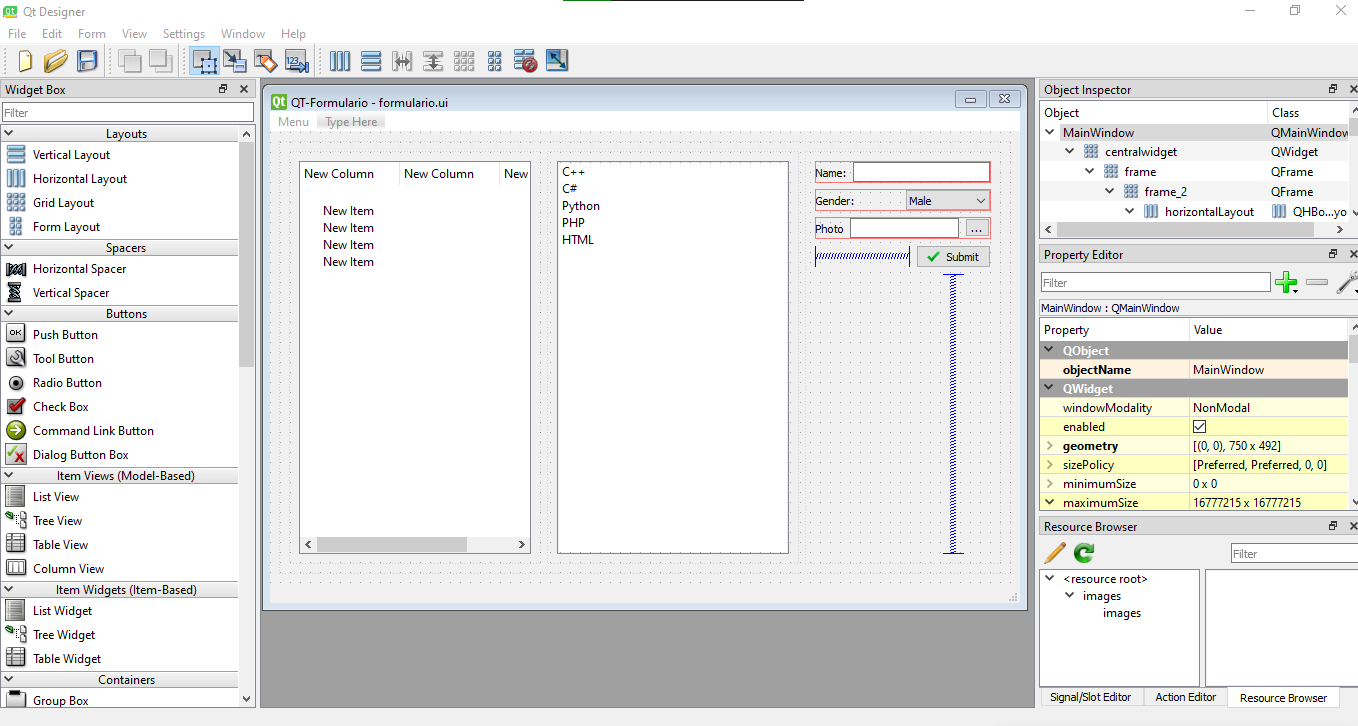 Qt Designer
File Edit Form View Settings Window Help
Widget Box
Filter
Layouts
Vertical Layout
Horizontal Layout
Grid Layout
Form Layout
Spacers
Horizontal Spacer
Vertical Spacer
Buttons
OK Push Button
Tool Button
Radio Button
Check Box
Command Link Button
Dialog Button Box
Item Views (Model-Based)
List View
Tree View
Table View
Column View
Item Widgets (Item-Based)
List Widget
Tree Widget
Table Widget
Containers
Group Box
Qt QT-Formulario - formulario.ui
Menu Type Here
New Column New Column New
New Item
New Item
New Item
New Item
C++
C#
Python
PHP
HTML
Name:
Gender: Male
Photo ...
Submit
Object Inspector
Object Class
MainWindow QMainWindow
centralwidget QWidget
frame QFrame
frame_2 QFrame
horizontalLayout QHBo...yo
Property Editor
Filter
MainWindow : QMainWindow
Property Value
QObject
objectName MainWindow
QWidget
windowModality NonModal
enabled
geometry [(0, 0), 750 x 492]
sizePolicy [Preferred, Preferred, 0, 0]
minimumSize 0 x 0
maximumSize 16777215 x 16777215
Resource Browser
Filter
<resource root>
images
images
Signal/Slot Editor Action Editor Resource Browser